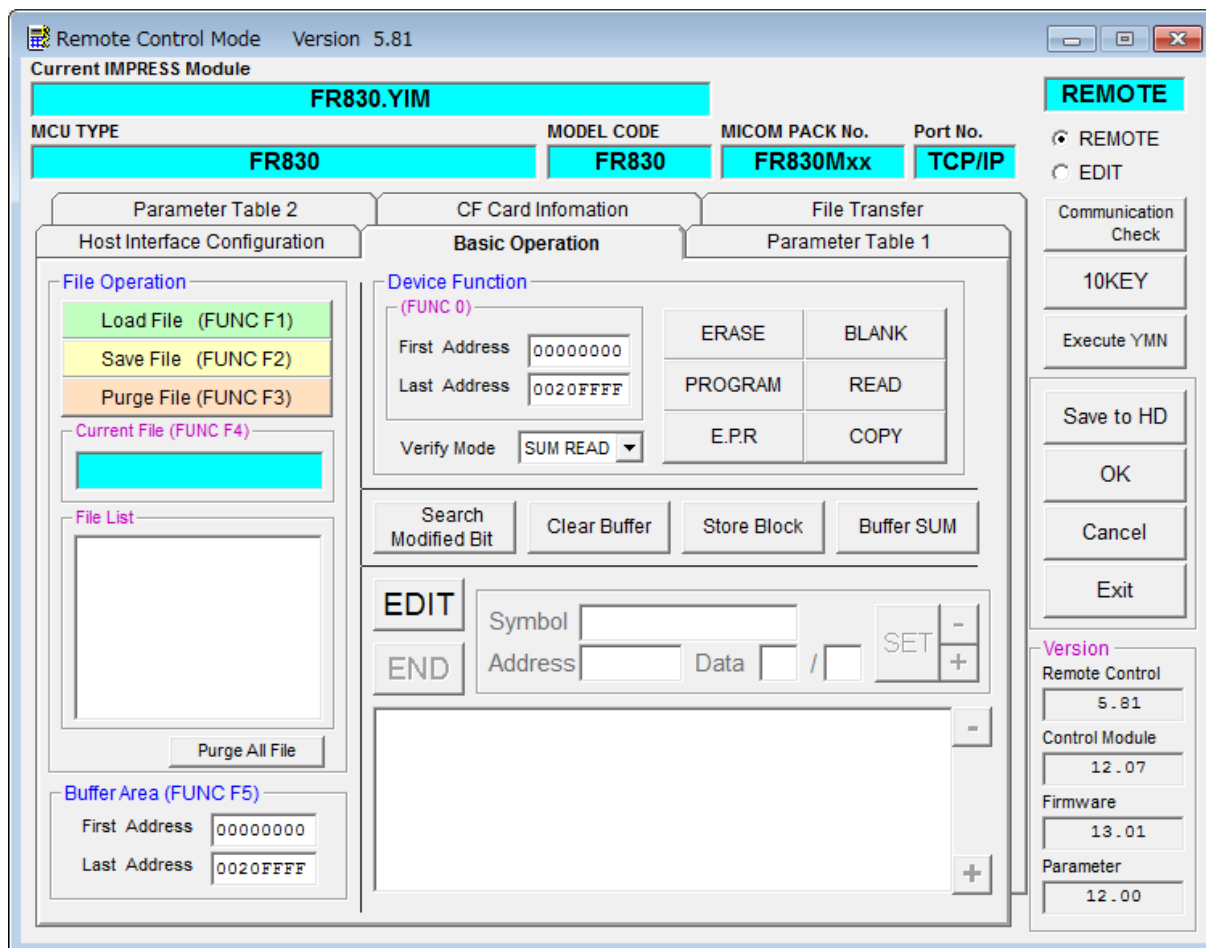 Remote Control Mode Version 5.81
Current IMPRESS Module
FR830.YIM
REMOTE
MCU TYPE
MODEL CODE
MICOM PACK No.
Port No.
FR830
FR830
FR830Mxx
TCP/IP
REMOTE
EDIT
Parameter Table 2
CF Card Infomation
File Transfer
Host Interface Configuration
Basic Operation
Parameter Table 1
Communication
Check
10KEY
Execute YMN
File Operation
Load File (FUNC F1)
Save File (FUNC F2)
Purge File (FUNC F3)
Current File (FUNC F4)
File List
Purge All File
Buffer Area (FUNC F5)
First Address 00000000
Last Address 0020FFFF
Device Function
(FUNC 0)
First Address 00000000
Last Address 0020FFFF
Verify Mode SUM READ
ERASE BLANK
PROGRAM READ
E.P.R COPY
Search
Modified Bit
Clear Buffer
Store Block
Buffer SUM
EDIT
END
Symbol
Address Data /
SET
-
+
-
+
Save to HD
OK
Cancel
Exit
Version
Remote Control
5.81
Control Module
12.07
Firmware
13.01
Parameter
12.00